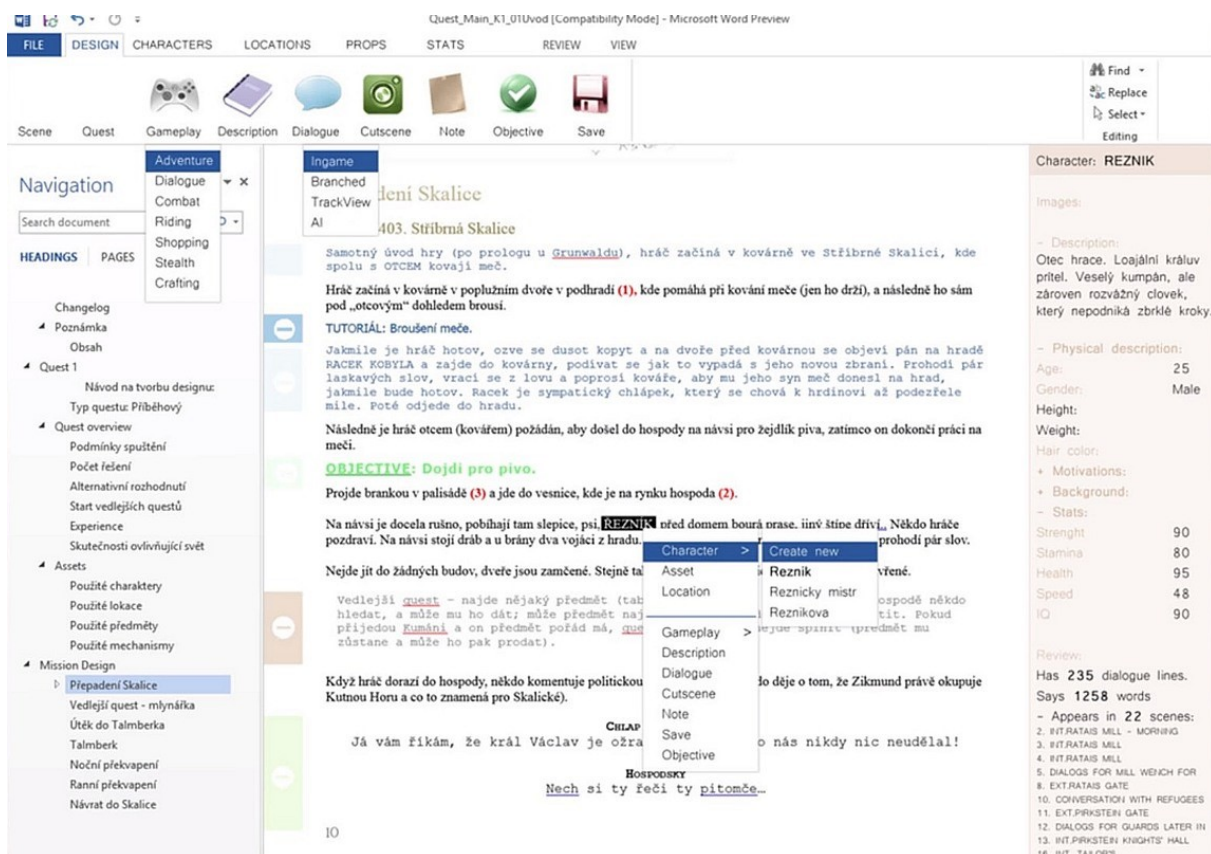 Quest_Main_K1_01Uvod [Compatibility Mode] - Microsoft Word Preview
FILE DESIGN CHARACTERS LOCATIONS PROPS STATS REVIEW VIEW
Scene Quest Gameplay Description Dialogue Cutscene Note Objective Save
Find
Replace
Select
Editing
Adventure
Dialogue
Combat
Riding
Shopping
Stealth
Crafting
Ingame
Branched
TrackView
AI
Navigation
Search document
HEADINGS PAGES
Changelog
Poznámka
Obsah
Quest 1
Návod na tvorbu designu:
Typ questu: Příběhový
Quest overview
Podmínky spuštění
Počet řešení
Alternativní rozhodnutí
Start vedlejších questů
Experience
Skutečnosti ovlivňující svět
Assets
Použité charaktery
Použité lokace
Použité předměty
Použité mechanismy
Mission Design
Přepadení Skalice
Vedlejší quest - mlynářka
Útěk do Talmberka
Talmberk
Noční překvapení
Ranní překvapení
Návrat do Skalice
Skalice
403. Stříbrná Skalice
Samotný úvod hry (po prologu u Grunwaldu), hráč začíná v kovárně ve Stříbrné Skalici, kde
spolu s OTCEM kovají meč.
Hráč začíná v kovárně v poplužním dvoře v podhradí (1), kde pomáhá při kování meče (jen ho drží), a následně ho sám
pod „otcovým“ dohledem brousí.
TUTORIÁL: Broušení meče.
Jakmile je hráč hotov, ozve se dusot kopyt a na dvoře před kovárnou se objeví pán na hradě
RACEK KOBYLA a zajde do kovárny, podívat se jak to vypadá s jeho novou zbraní. Prohodí pár
laskavých slov, vrací se z lovu a poprosí kováře, aby mu jeho syn meč donesl na hrad,
jakmile bude hotov. Racek je sympatický chlápek, který se chová k hrdinovi až podezřele
mile. Poté odjede do hradu.
Následně je hráč otcem (kovářem) požádán, aby došel do hospody na návsi pro žejdlík piva, zatímco on dokončí práci na
meči.
OBJECTIVE: Dojdi pro pivo.
Projde brankou v palisádě (3) a jde do vesnice, kde je na rynku hospoda (2).
Na návsi je docela rušno, pobíhají tam slepice, psi, ŘEZNÍK před domem bourá prase, jiný štípe dříví. Někdo hráče
pozdraví. Na návsi stojí dráb a u brány dva vojáci z hradu. prohodí pár slov.
Nejde jít do žádných budov, dveře jsou zamčené. Stejně
Vedlejší quest – najde nějaký předmět hospodě někdo
hledat, a může mu ho dát; může předmět Pokud
přijedou Kumáni a on předmět pořád má, nejde splnit (předmět mu
zůstane a může ho pak prodat).
Když hráč dorazí do hospody, někdo komentuje politickou do děje o tom, že Zikmund právě okupuje
Kutnou Horu a co to znamená pro Skalické).
CHLAP
Já vám říkám, že král Václav je o nás nikdy nic neudělal!
HOSPODSKY
Nech si ty řeči ty pitomče…
10
Character >
Asset
Location
Gameplay >
Description
Dialogue
Cutscene
Note
Save
Objective
Create new
Reznik
Reznicky mistr
Reznikova
Character: REZNIK
Images:
- Description:
Otec hrace. Loajální králuv
prítel. Veselý kumpán, ale
zároven rozvážný clovek,
který nepodniká zbrklé kroky.
- Physical description:
Age: 25
Gender: Male
Height:
Weight:
Hair color:
+ Motivations:
+ Background:
- Stats:
Strenght 90
Stamina 80
Health 95
Speed 48
IQ 90
Review:
Has 235 dialogue lines.
Says 1258 words
- Appears in 22 scenes:
2. INT.RATAIS MILL - MORNING
3. INT.RATAIS MILL
4. INT.RATAIS MILL
5. DIALOGS FOR MILL WENCH FOR
8. EXT.RATAIS GATE
10. CONVERSATION WITH REFUGEES
11. EXT.PIRKSTEIN GATE
12. DIALOGS FOR GUARDS LATER IN
13. INT.PIRKSTEIN KNIGHTS' HALL